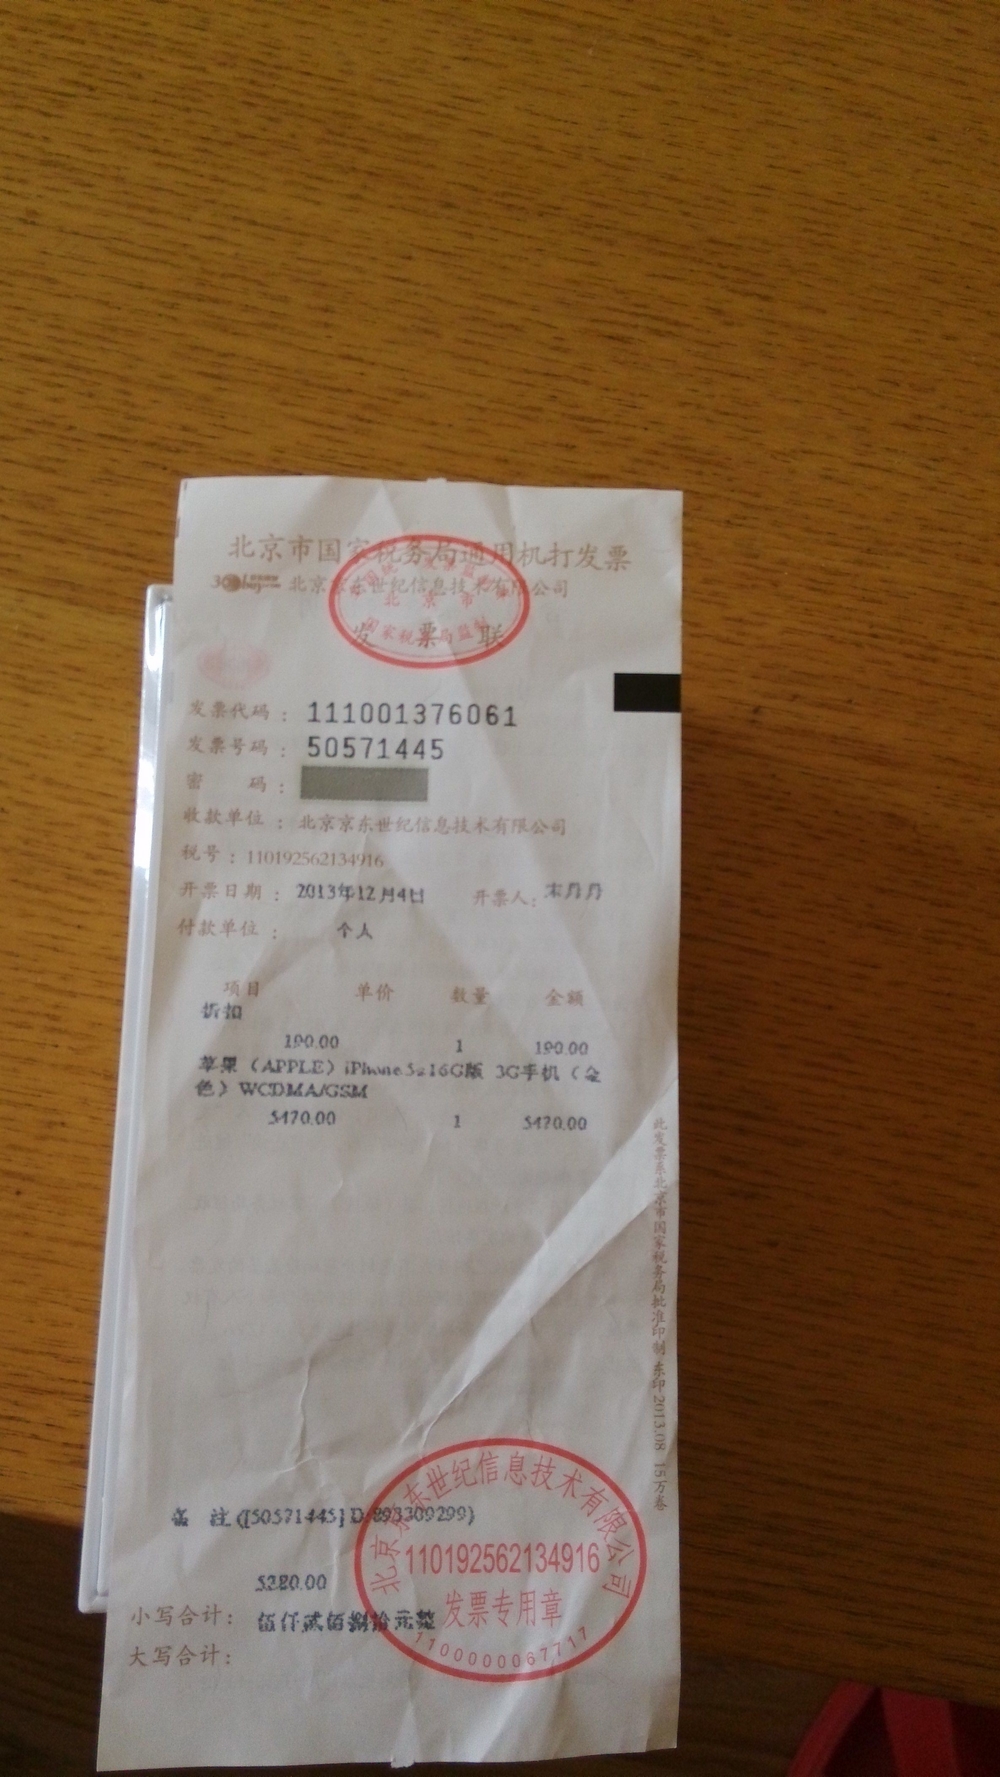 北京市国家税务局通用机打发票
北京京东世纪信息技术有限公司
发票联
北京市
国家税务局监制
发票代码：111001376061
发票号码：50571445
密 码：
收款单位：北京京东世纪信息技术有限公司
税号：110192562134916
开票日期：2013年12月4日 开票人：宋丹丹
付款单位： 个人
项目 单价 数量 金额
折扣
190.00 1 190.00
苹果（APPLE）iPhone 5s 16G版 3G手机（金
色）WCDMA/GSM
5470.00 1 5470.00
此发票系北京市国家税务局批准印制 东印2013.08 15万卷
备 注([50571445] D:893309299)
5280.00
小写合计： 伍仟贰佰捌拾元整
大写合计：
北京京东世纪信息技术有限公司
110192562134916
发票专用章
1100000067717